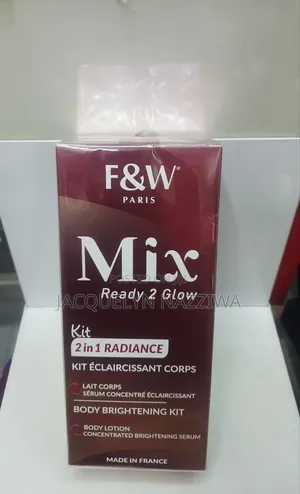 F&W®
PARIS
Mix
Ready 2 Glow
JACQUELYN NAZZIWA
Kit
2 in 1 RADIANCE
KIT ÉCLAIRCISSANT CORPS
LAIT CORPS
SÉRUM CONCENTRÉ ÉCLAIRCISSANT
BODY BRIGHTENING KIT
BODY LOTION
CONCENTRATED BRIGHTENING SERUM
MADE IN FRANCE